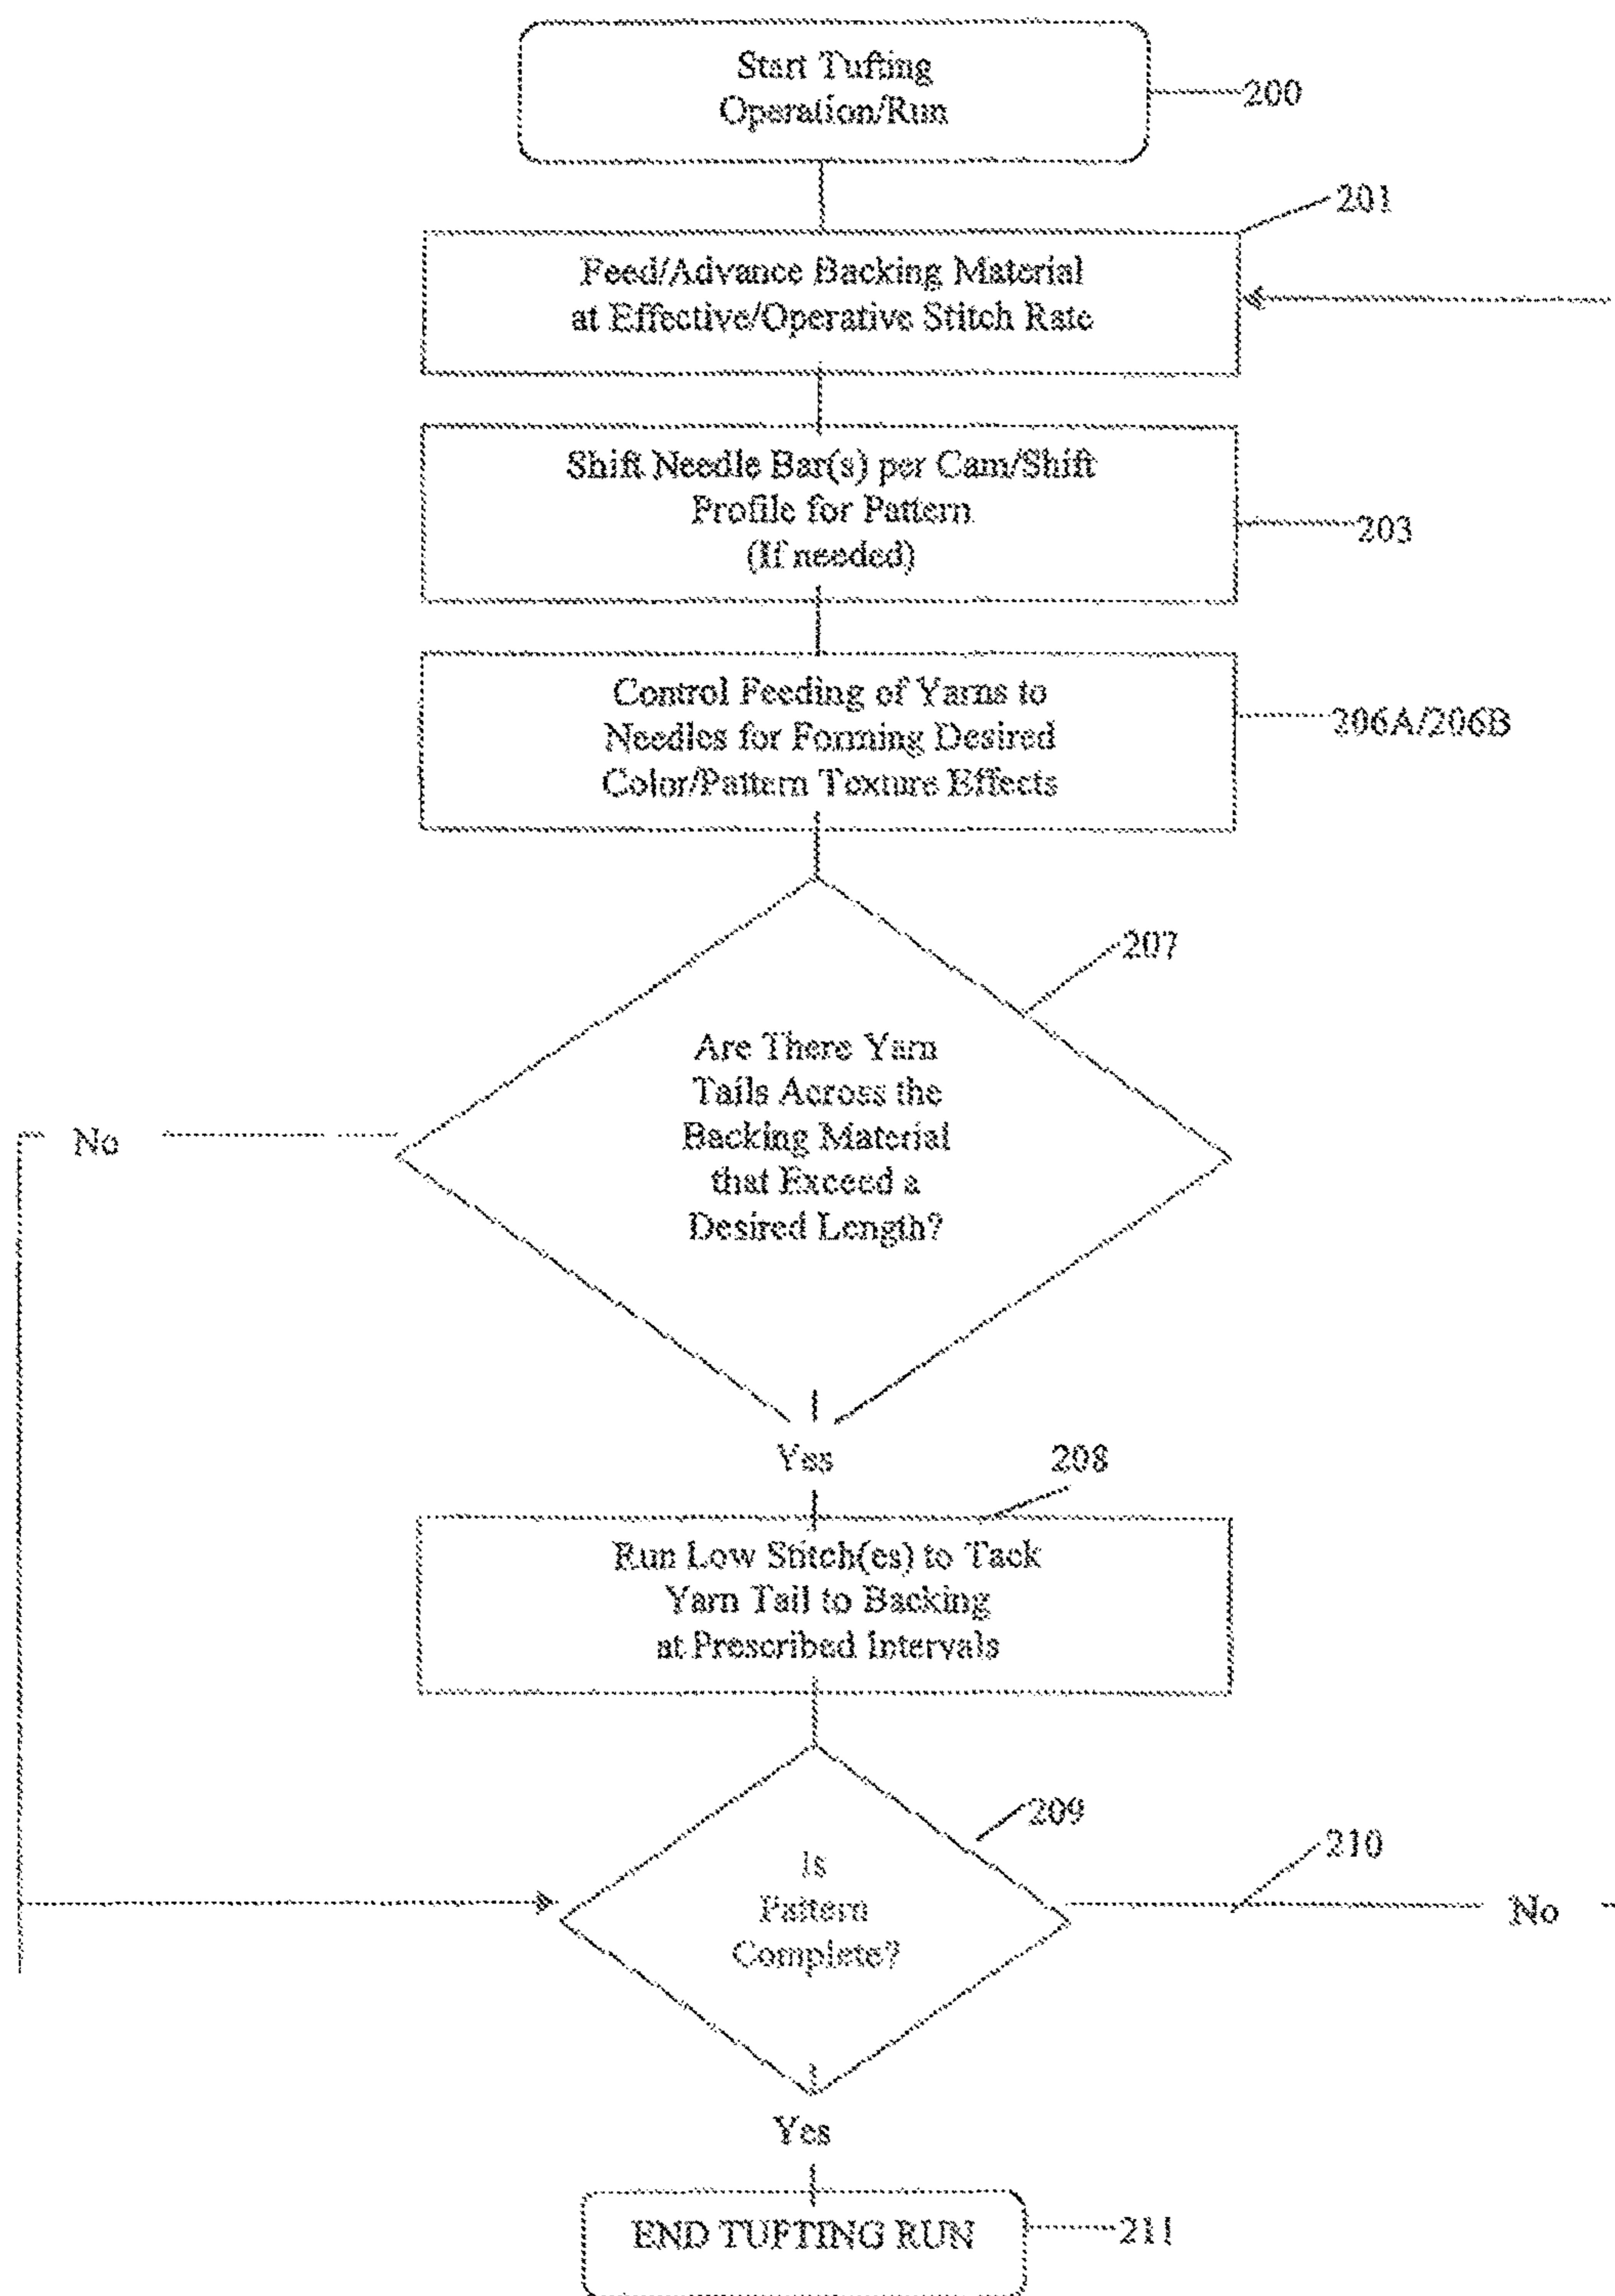 Start Tufting
Operation/Run
200
201
Feed/Advance Backing Material
at Effective/Operative Stitch Rate
Shift Needle Bar(s) per Cam/Shift
Profile for Pattern
(If needed)
203
Control Feeding of Yarns to
Needles for Forming Desired
Color/Pattern Texture Effects
206A/206B
207
Are There Yarn
Tails Across the
Backing Material
that Exceed a
Desired Length?
No
Yes
208
Run Low Stitch(es) to Tack
Yarn Tail to Backing
at Prescribed Intervals
209
210
Is
Pattern
Complete?
No
Yes
END TUFTING RUN
211